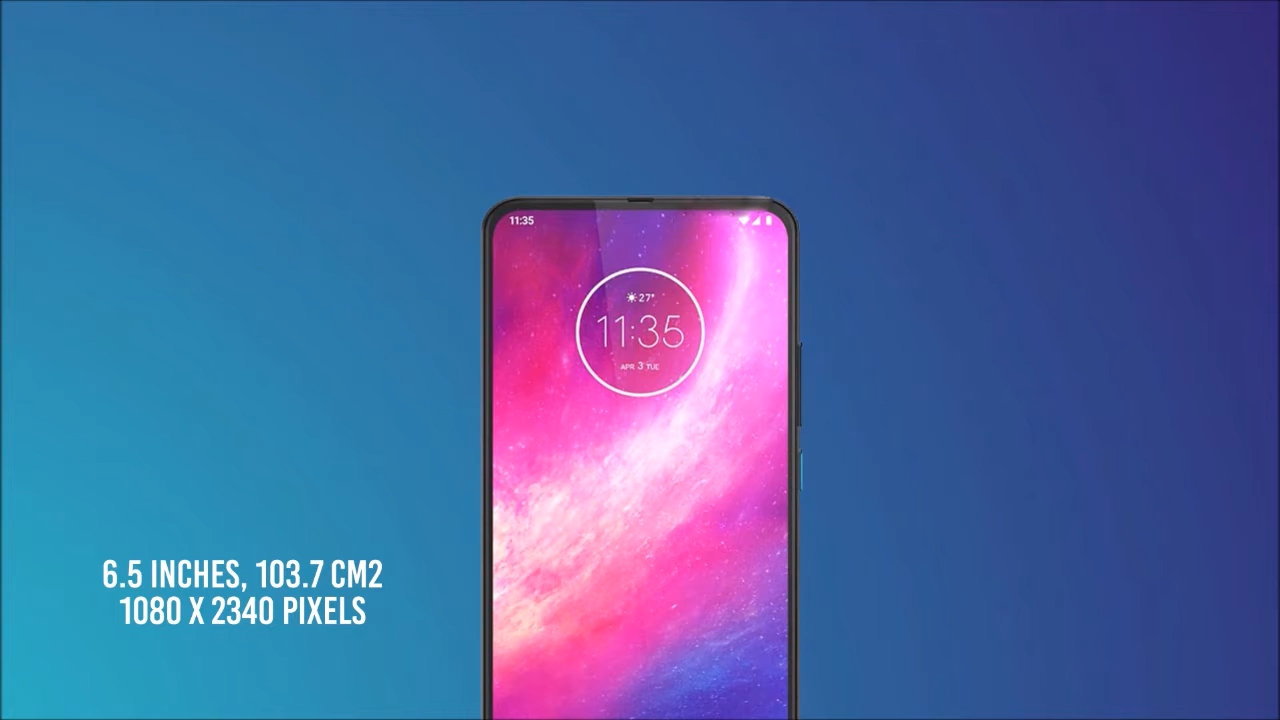 11:35
27°
11:35
APR 3 TUE
6.5 INCHES, 103.7 CM2
1080 X 2340 PIXELS